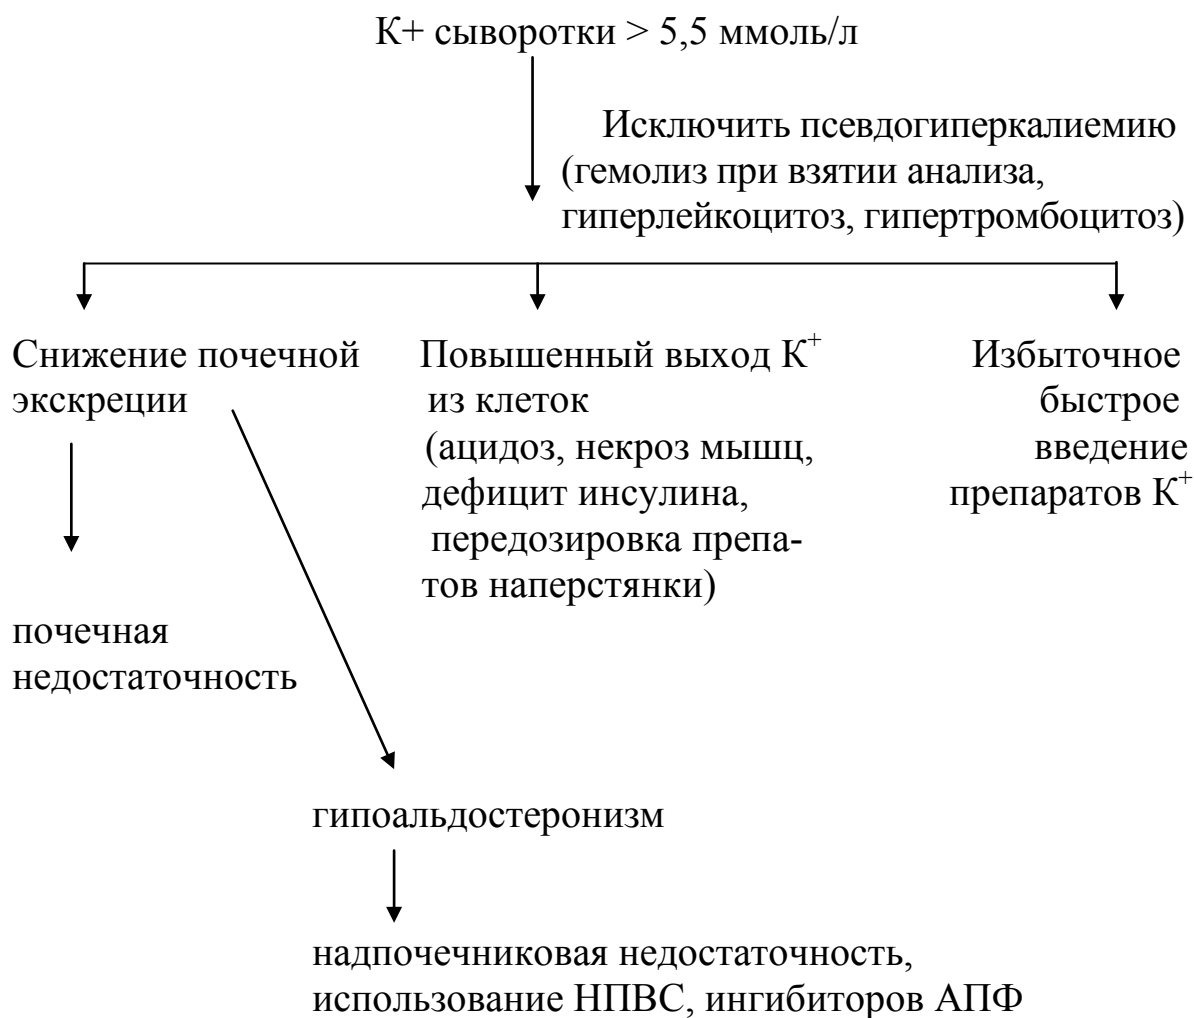 К+ сыворотки > 5,5 ммоль/л
Исключить псевдогиперкалиемию
(гемолиз при взятии анализа,
гиперлейкоцитоз, гипертромбоцитоз)
Снижение почечной
экскреции
Повышенный выход К⁺
из клеток
(ацидоз, некроз мышц,
дефицит инсулина,
передозировка препа-
тов наперстянки)
Избыточное
быстрое
введение
препаратов К⁺
почечная
недостаточность
гипоальдостеронизм
надпочечниковая недостаточность,
использование НПВС, ингибиторов АПФ